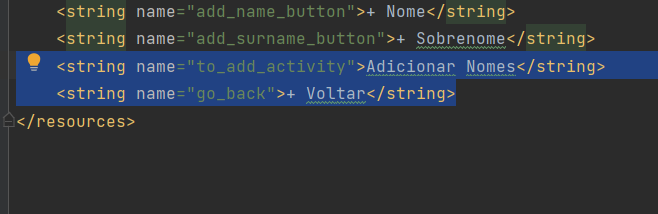 <string name="add_name_button">+ Nome</string>
<string name="add_surname_button">+ Sobrenome</string>
<string name="to_add_activity">Adicionar Nomes</string>
<string name="go_back">+ Voltar</string>
</resources>